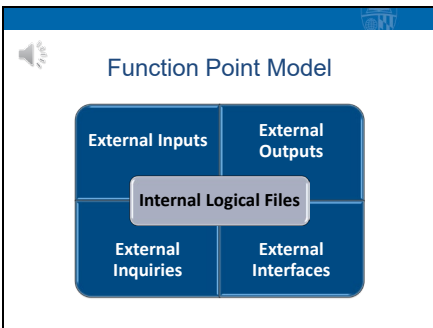 Function Point Model
External Inputs
External
Outputs
Internal Logical Files
External
Inquiries
External
Interfaces